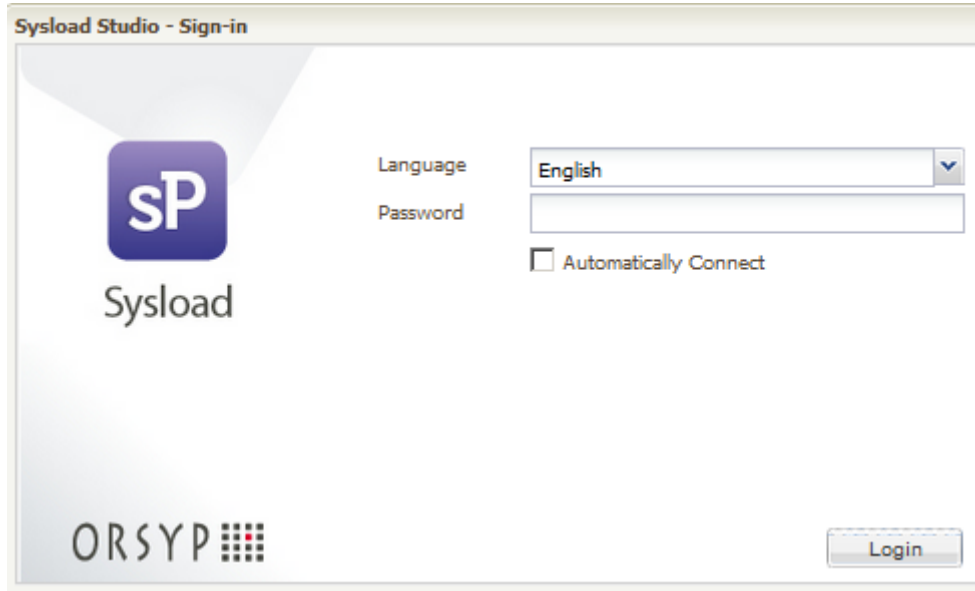 Sysload Studio - Sign-in
sP
Sysload
Language
English
Password
Automatically Connect
ORSYP
Login